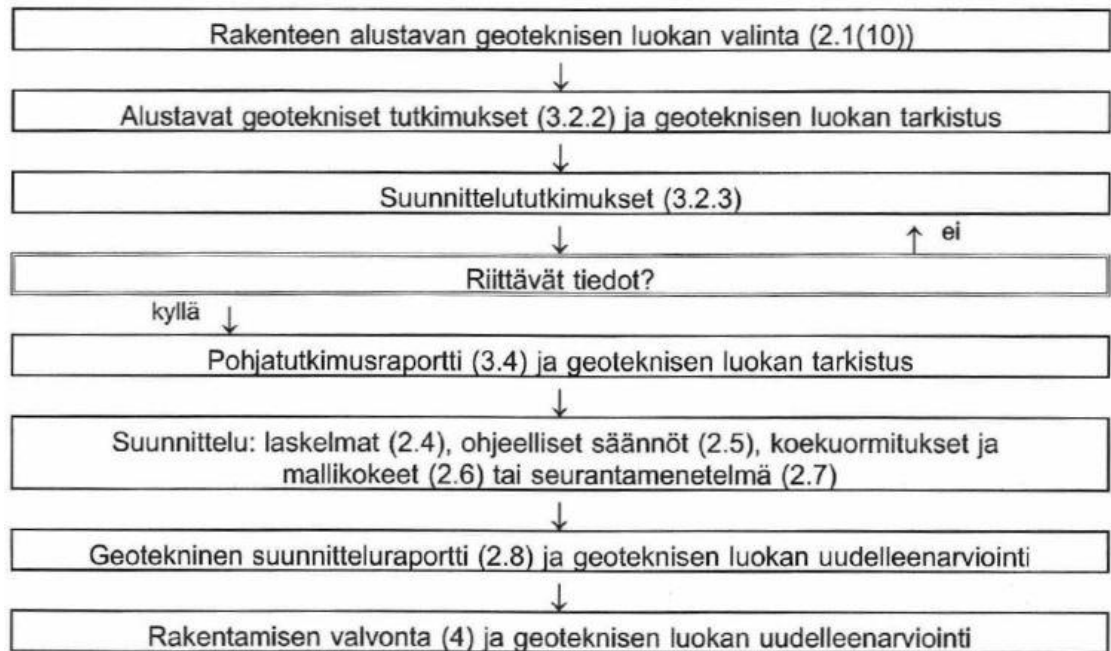 Rakenteen alustavan geoteknisen luokan valinta (2.1(10))
↓
Alustavat geotekniset tutkimukset (3.2.2) ja geoteknisen luokan tarkistus
↓
Suunnittelututkimukset (3.2.3)
↓ ↑ ei
Riittävät tiedot?
kyllä ↓
Pohjatutkimusraportti (3.4) ja geoteknisen luokan tarkistus
↓
Suunnittelu: laskelmat (2.4), ohjeelliset säännöt (2.5), koekuormitukset ja
mallikokeet (2.6) tai seurantamenetelmä (2.7)
↓
Geotekninen suunnitteluraportti (2.8) ja geoteknisen luokan uudelleenarviointi
↓
Rakentamisen valvonta (4) ja geoteknisen luokan uudelleenarviointi